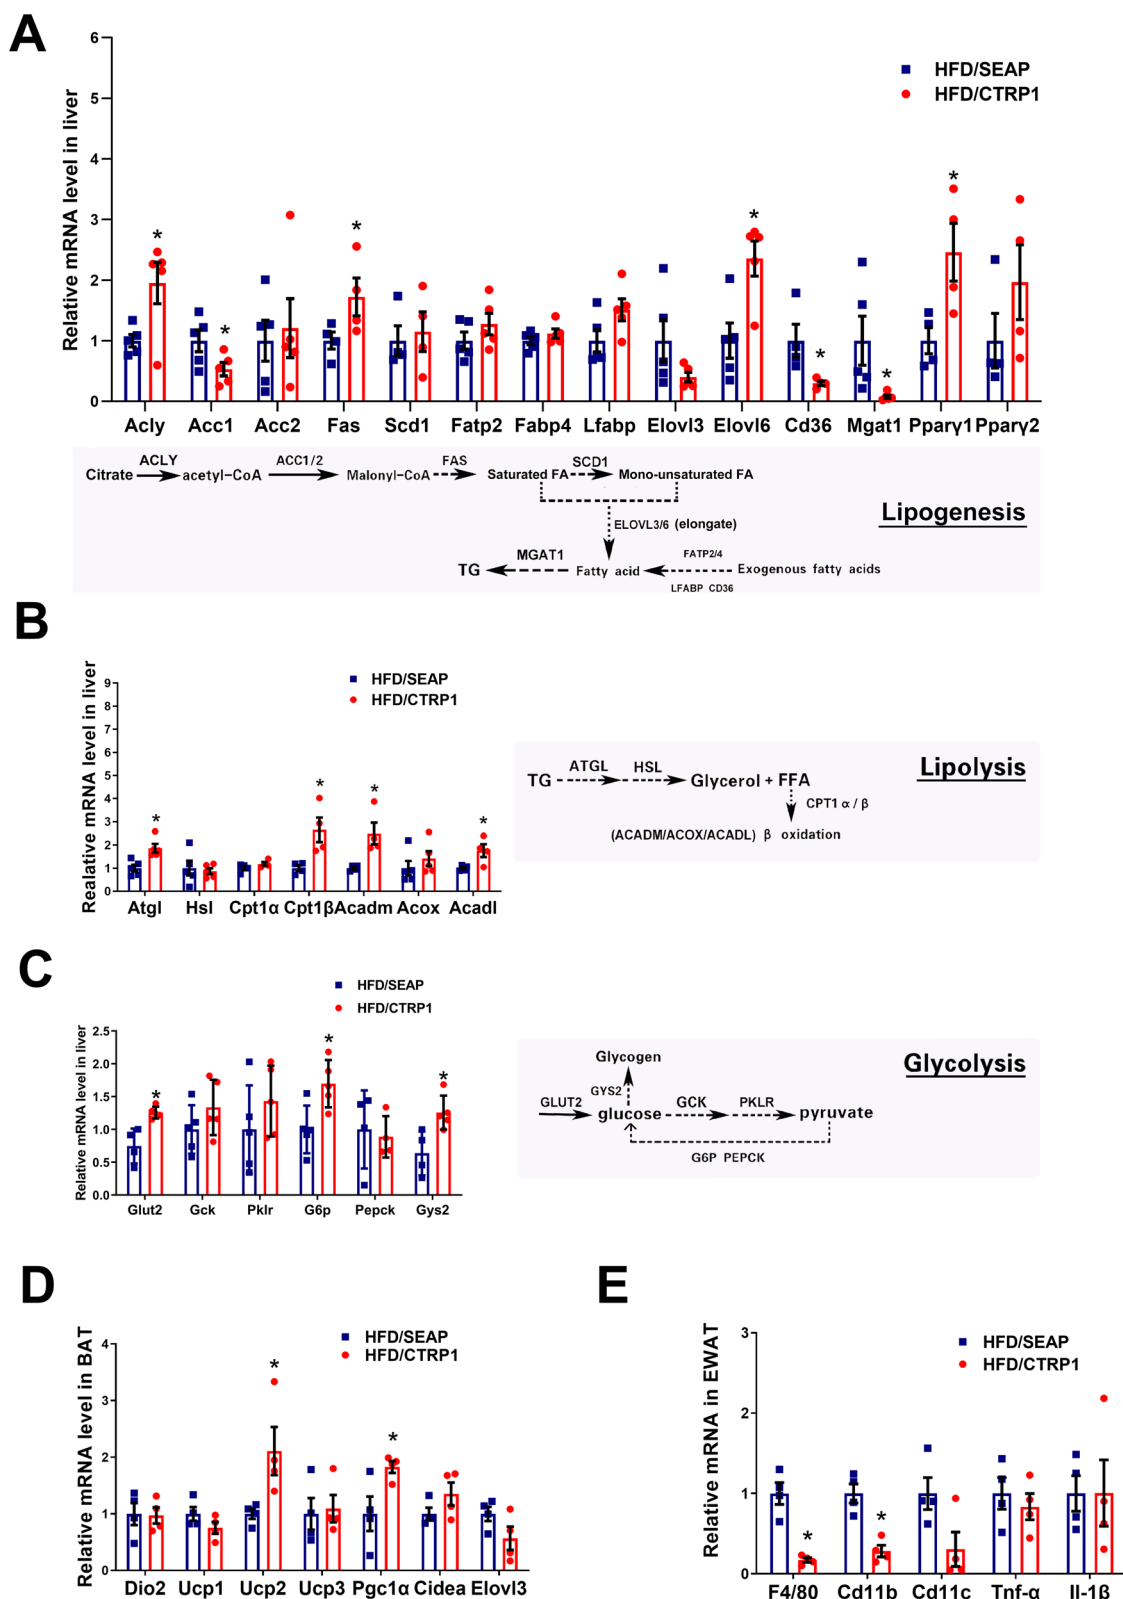 A
Relative mRNA level in liver
6
5
4
3
2
1
0
HFD/SEAP
HFD/CTRP1
* * * * * * * *
Acly Acc1 Acc2 Fas Scd1 Fatp2 Fabp4 Lfabp Elovl3 Elovl6 Cd36 Mgat1 Pparγ1 Pparγ2
Citrate ACLY acetyl-CoA ACC1/2 Malonyl-CoA FAS Saturated FA SCD1 Mono-unsaturated FA
ELOVL3/6 (elongate)
Lipogenesis
TG MGAT1 Fatty acid FATP2/4 Exogenous fatty acids
LFABP CD36
B
Realative mRNA level in liver
9
8
7
6
5
4
3
2
1
0
HFD/SEAP
HFD/CTRP1
* * * *
Atgl Hsl Cpt1α Cpt1β Acadm Acox Acadl
Lipolysis
TG ATGL HSL Glycerol + FFA
CPT1 α / β
(ACADM/ACOX/ACADL) β oxidation
C
Relative mRNA level in liver
2.5
2.0
1.5
1.0
0.5
0.0
HFD/SEAP
HFD/CTRP1
* * *
Glut2 Gck Pklr G6p Pepck Gys2
Glycolysis
Glycogen
GYS2
GLUT2 glucose GCK PKLR pyruvate
G6P PEPCK
D
Relative mRNA level in BAT
4
3
2
1
0
HFD/SEAP
HFD/CTRP1
* *
Dio2 Ucp1 Ucp2 Ucp3 Pgc1α Cidea Elovl3
E
Relative mRNA in EWAT
3
2
1
0
HFD/SEAP
HFD/CTRP1
* *
F4/80 Cd11b Cd11c Tnf-α Il-1β